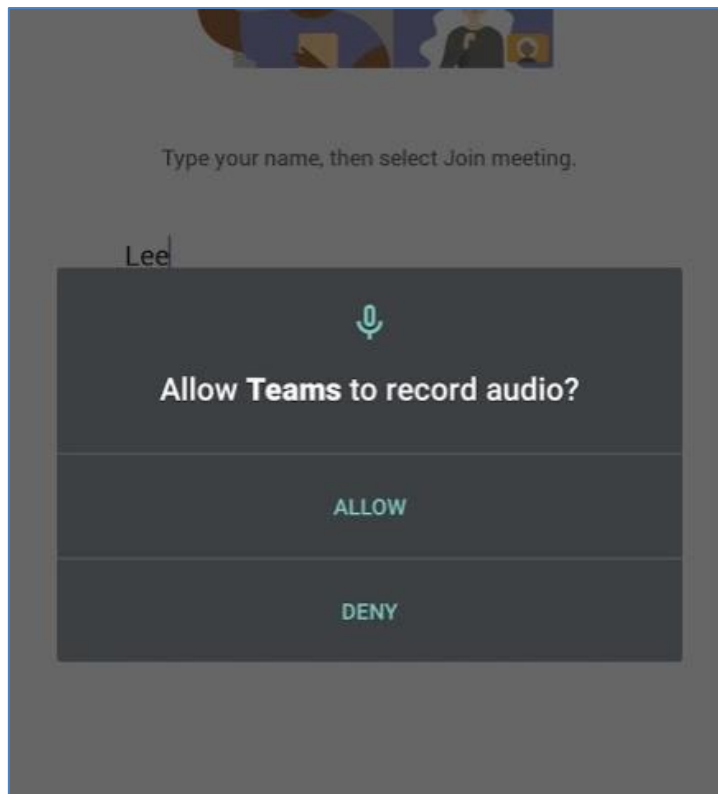 Type your name, then select Join meeting.
Lee
Allow Teams to record audio?
ALLOW
DENY